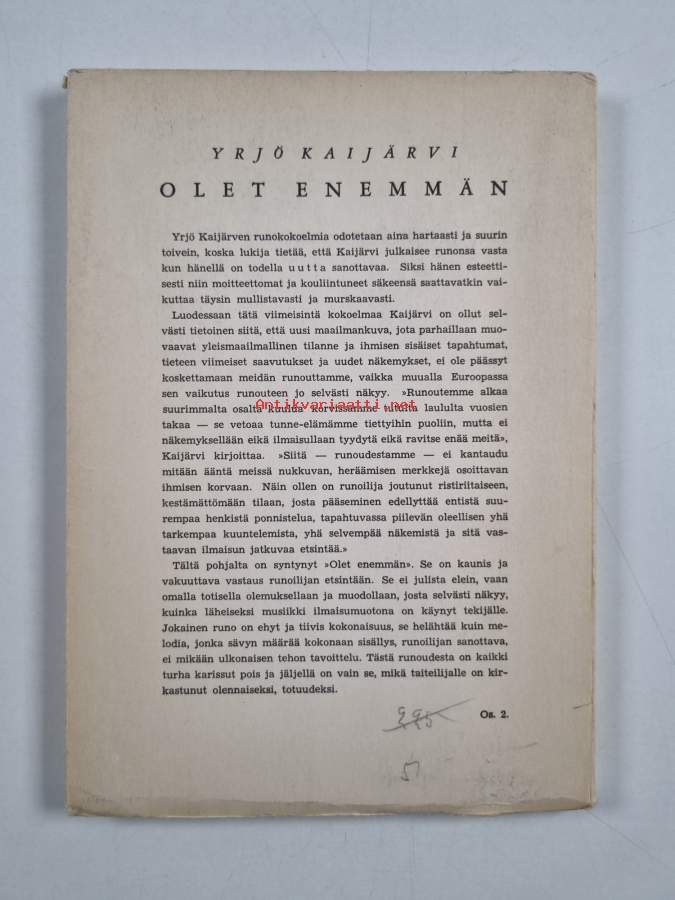 YRJÖ KAIJÄRVI
OLET ENEMMÄN
Yrjö Kaijärven runokokoelmia odotetaan aina hartaasti ja suurin
toivein, koska lukija tietää, että Kaijärvi julkaisee runonsa vasta
kun hänellä on todella uutta sanottavaa. Siksi hänen esteetti-
sesti niin moitteettomat ja kouliintuneet säkeensä saattavatkin vai-
kuttaa täysin mullistavasti ja murskaavasti.
Luodessaan tätä viimeisintä kokoelmaa Kaijärvi on ollut sel-
västi tietoinen siitä, että uusi maailmankuva, jota parhaillaan muo-
vaavat yleismaailmallinen tilanne ja ihmisen sisäiset tapahtumat,
tieteen viimeiset saavutukset ja uudet näkemykset, ei ole päässyt
koskettamaan meidän runouttamme, vaikka muualla Euroopassa
sen vaikutus runouteen jo selvästi näkyy. »Runoutemme alkaa
suurimmalta osalta kuulua korvissamme tutulta laululta vuosien
Antikvariaatti.net
takaa — se vetoaa tunne-elämämme tiettyihin puoliin, mutta ei
näkemyksellään eikä ilmaisullaan tyydytä eikä ravitse enää meitä»,
Kaijärvi kirjoittaa. »Siitä — runoudestamme — ei kantaudu
mitään ääntä meissä nukkuvan, heräämisen merkkejä osoittavan
ihmisen korvaan. Näin ollen on runoilija joutunut ristiriitaiseen,
kestämättömään tilaan, josta pääseminen edellyttää entistä suu-
rempaa henkistä ponnistelua, tapahtuvassa piilevän oleellisen yhä
tarkempaa kuuntelemista, yhä selvempää näkemistä ja sitä vas-
taavan ilmaisun jatkuvaa etsintää.»
Tältä pohjalta on syntynyt »Olet enemmän». Se on kaunis ja
vakuuttava vastaus runoilijan etsintään. Se ei julista elein, vaan
omalla totisella olemuksellaan ja muodollaan, josta selvästi näkyy,
kuinka läheiseksi musiikki ilmaisumuotona on käynyt tekijälle.
Jokainen runo on ehyt ja tiivis kokonaisuus, se helähtää kuin me-
lodia, jonka sävyn määrää kokonaan sisällys, runoilijan sanottava,
ei mikään ulkonaisen tehon tavoittelu. Tästä runoudesta on kaikki
turha karissut pois ja jäljellä on vain se, mikä taiteilijalle on kir-
kastunut olennaiseksi, totuudeksi.
Os. 2.